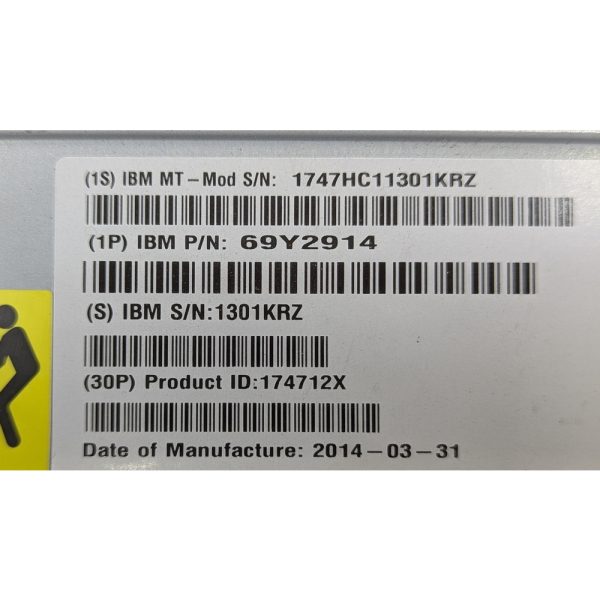 (1S) IBM MT-Mod S/N: 1747HC11301KRZ
(1P) IBM P/N: 69Y2914
(S) IBM S/N:1301KRZ
(30P) Product ID:174712X
Date of Manufacture: 2014-03-31